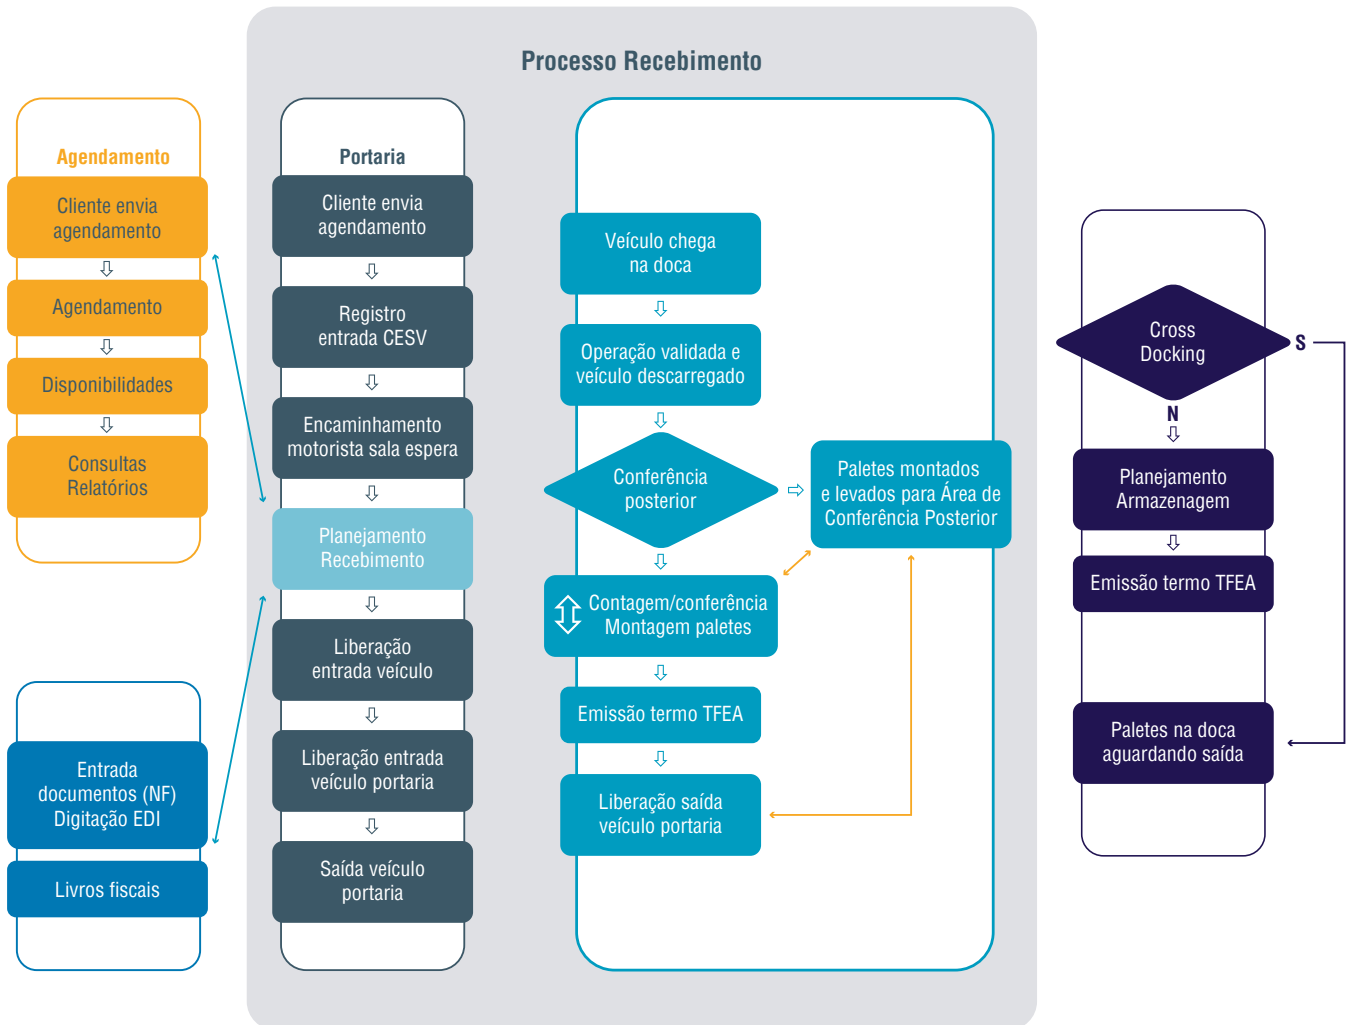 Processo Recebimento
Agendamento
Cliente envia
agendamento
Agendamento
Disponibilidades
Consultas
Relatórios
Entrada
documentos (NF)
Digitação EDI
Livros fiscais
Portaria
Cliente envia
agendamento
Registro
entrada CESV
Encaminhamento
motorista sala espera
Planejamento
Recebimento
Liberação
entrada veículo
Liberação entrada
veículo portaria
Saída veículo
portaria
Veículo chega
na doca
Operação validada e
veículo descarregado
Conferência
posterior
Paletes montados
e levados para Área de
Conferência Posterior
Contagem/conferência
Montagem paletes
Emissão termo TFEA
Liberação saída
veículo portaria
Cross
Docking
S
N
Planejamento
Armazenagem
Emissão termo TFEA
Paletes na doca
aguardando saída